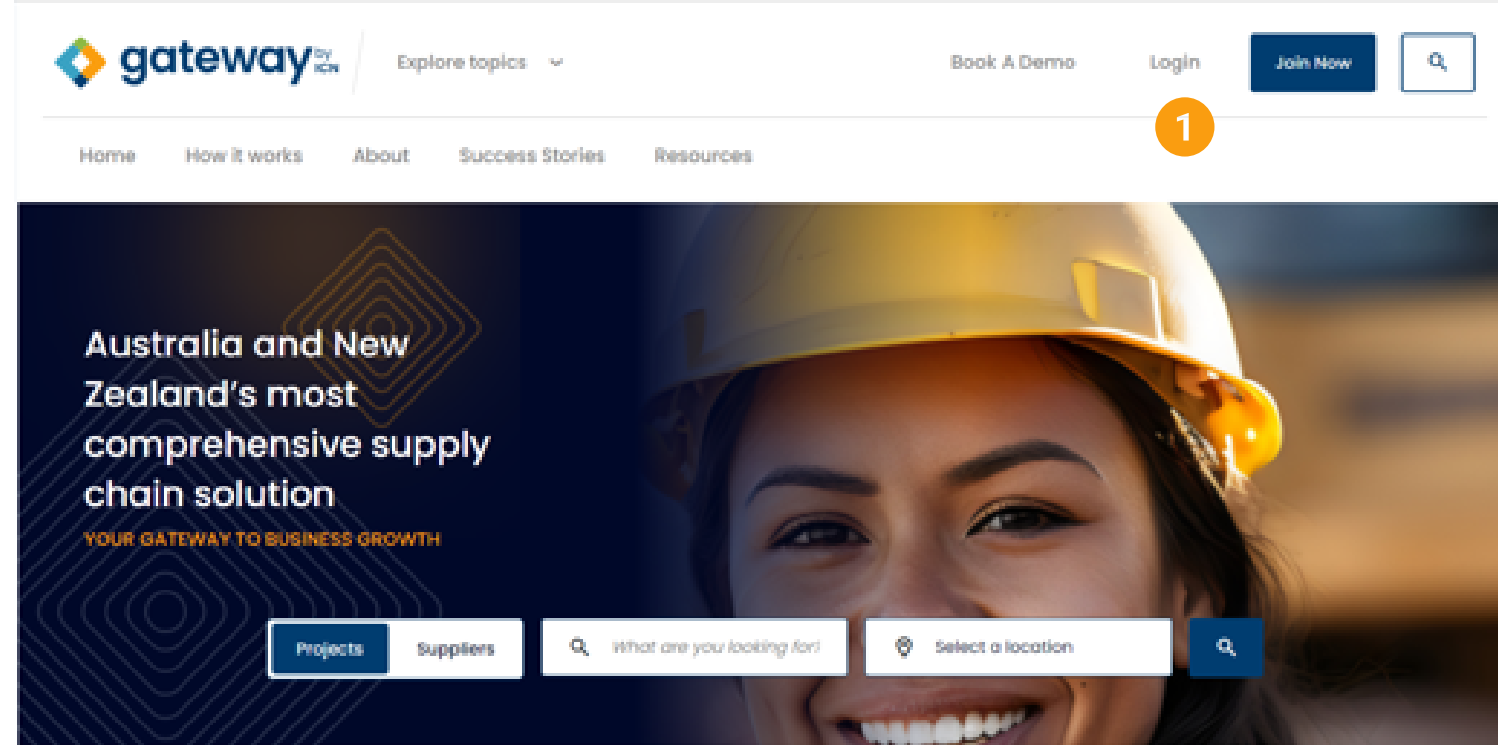 gateway by ICN
Explore topics
Book A Demo
Login
Join Now
1
Home
How it works
About
Success Stories
Resources
Australia and New
Zealand's most
comprehensive supply
chain solution
YOUR GATEWAY TO BUSINESS GROWTH
Projects
Suppliers
What are you looking for?
Select a location